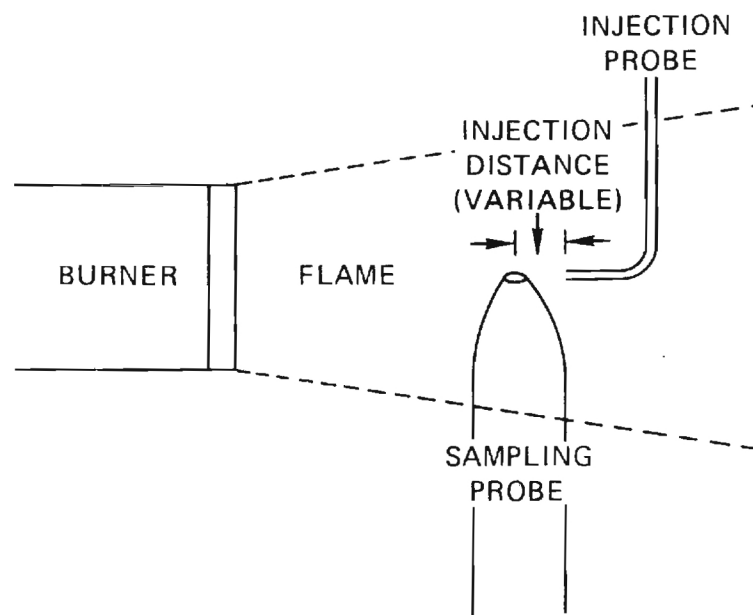 INJECTION
PROBE
INJECTION
DISTANCE
(VARIABLE)
BURNER
FLAME
SAMPLING
PROBE